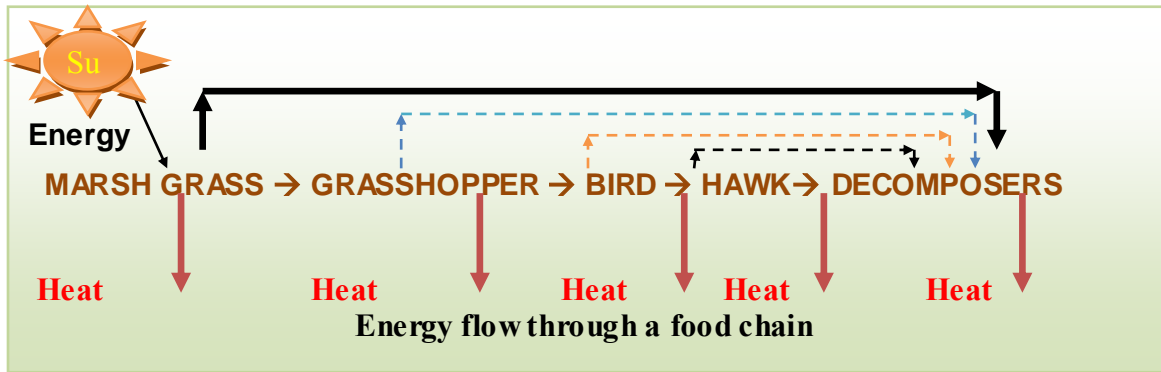 Su
Energy
MARSH GRASS → GRASSHOPPER → BIRD → HAWK → DECOMPOSERS
Heat Heat Heat Heat Heat
Energy flow through a food chain